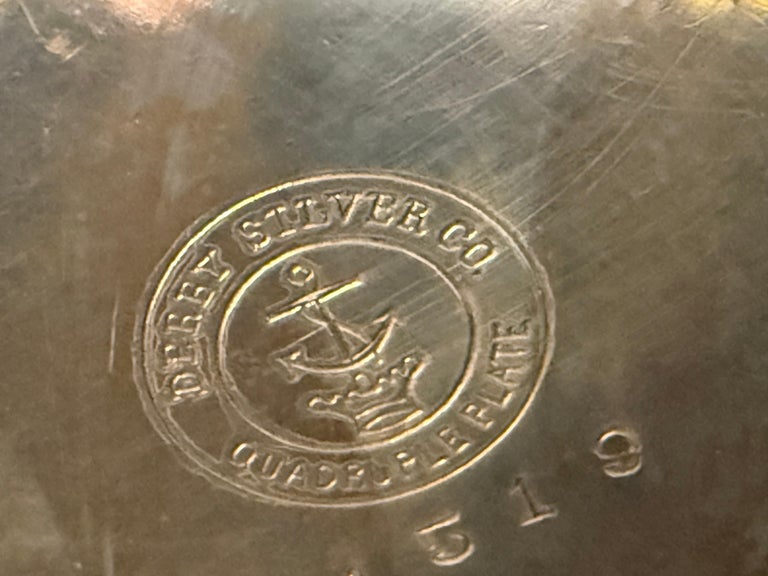 DERBY SILVER CO.
QUADRUPLE PLATE
519